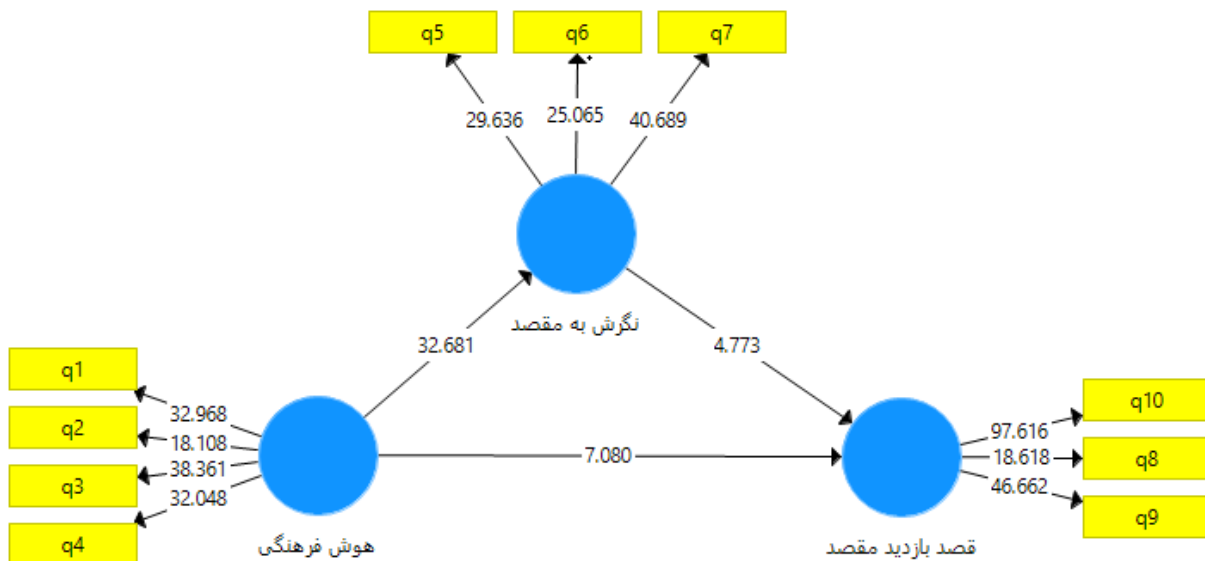 q5
q6
q7
29.636
25.065
40.689
نگرش به مقصد
32.681
4.773
q1
q2
q3
q4
32.968
18.108
38.361
32.048
هوش فرهنگی
7.080
قصد بازدید مقصد
97.616
18.618
46.662
q10
q8
q9